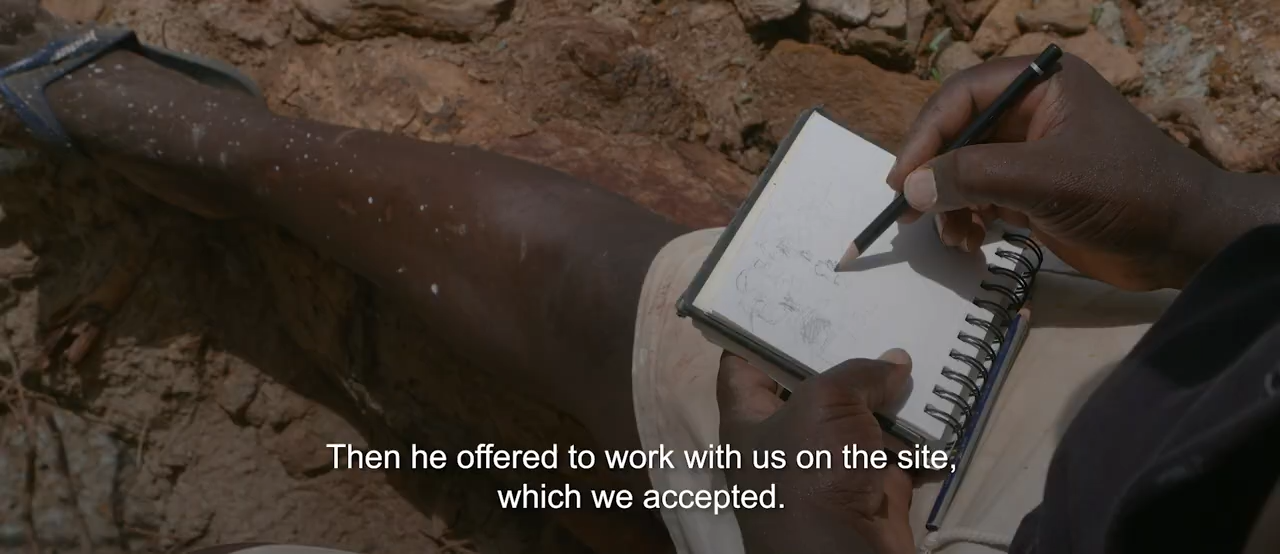 Then he offered to work with us on the site,
which we accepted.